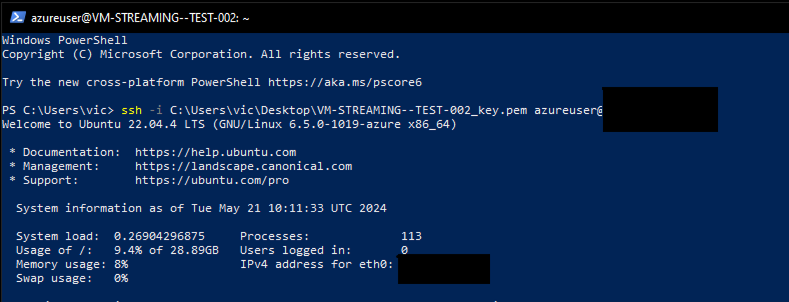 azureuser@VM-STREAMING--TEST-002: ~
Windows PowerShell
Copyright (C) Microsoft Corporation. All rights reserved.
Try the new cross-platform PowerShell https://aka.ms/pscore6
PS C:\Users\vic> ssh -i C:\Users\vic\Desktop\VM-STREAMING--TEST-002_key.pem azureuser@
Welcome to Ubuntu 22.04.4 LTS (GNU/Linux 6.5.0-1019-azure x86_64)
* Documentation:  https://help.ubuntu.com
* Management:     https://landscape.canonical.com
* Support:        https://ubuntu.com/pro
System information as of Tue May 21 10:11:33 UTC 2024
System load:  0.26904296875     Processes:             113
Usage of /:   9.4% of 28.89GB   Users logged in:       0
Memory usage: 8%                IPv4 address for eth0:
Swap usage:   0%